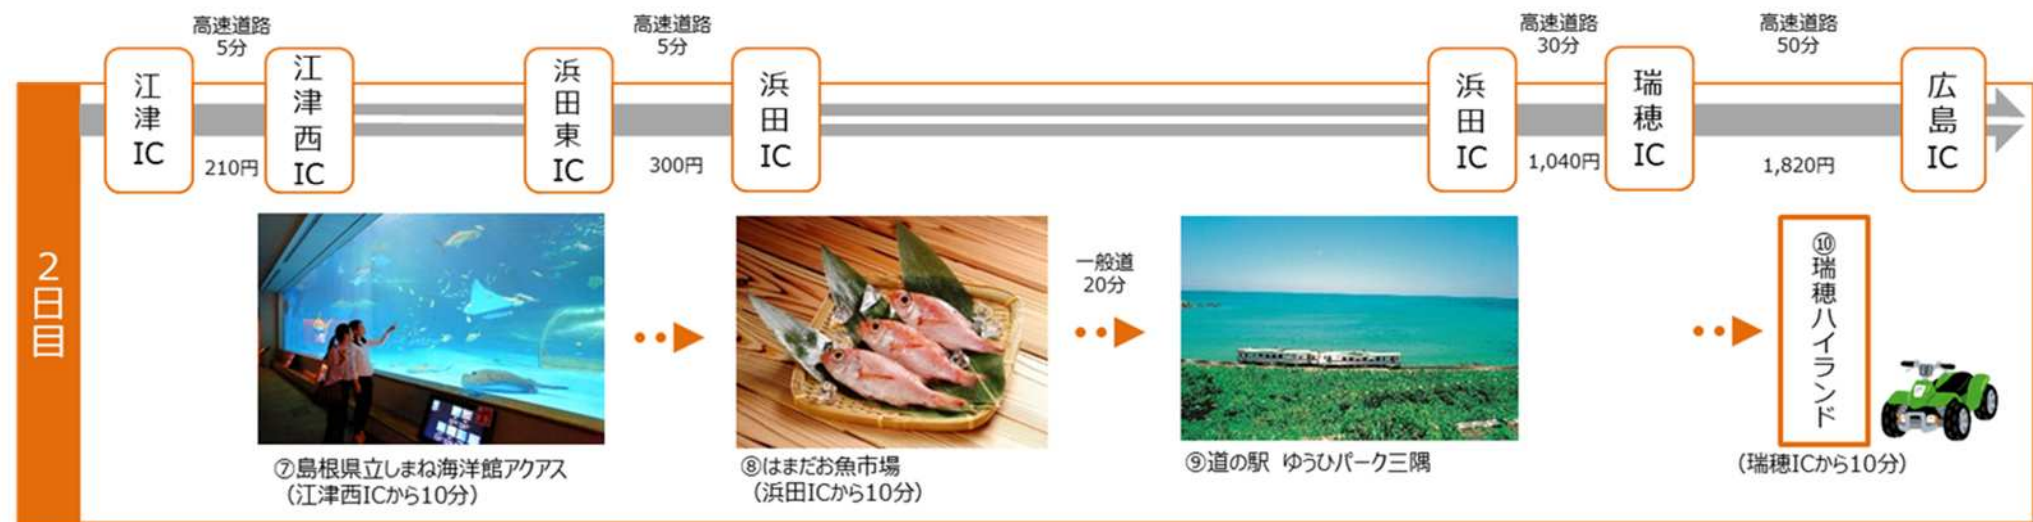 高速道路
5分
高速道路
5分
高速道路
30分
高速道路
50分
江津IC
江津西IC
浜田東IC
浜田IC
浜田IC
瑞穂IC
広島IC
210円
300円
1,040円
1,820円
2日目
一般道
20分
⑩瑞穂ハイランド
(瑞穂ICから10分)
⑦島根県立しまね海洋館アクアス
(江津西ICから10分)
⑧はまだお魚市場
(浜田ICから10分)
⑨道の駅 ゆうひパーク三隅